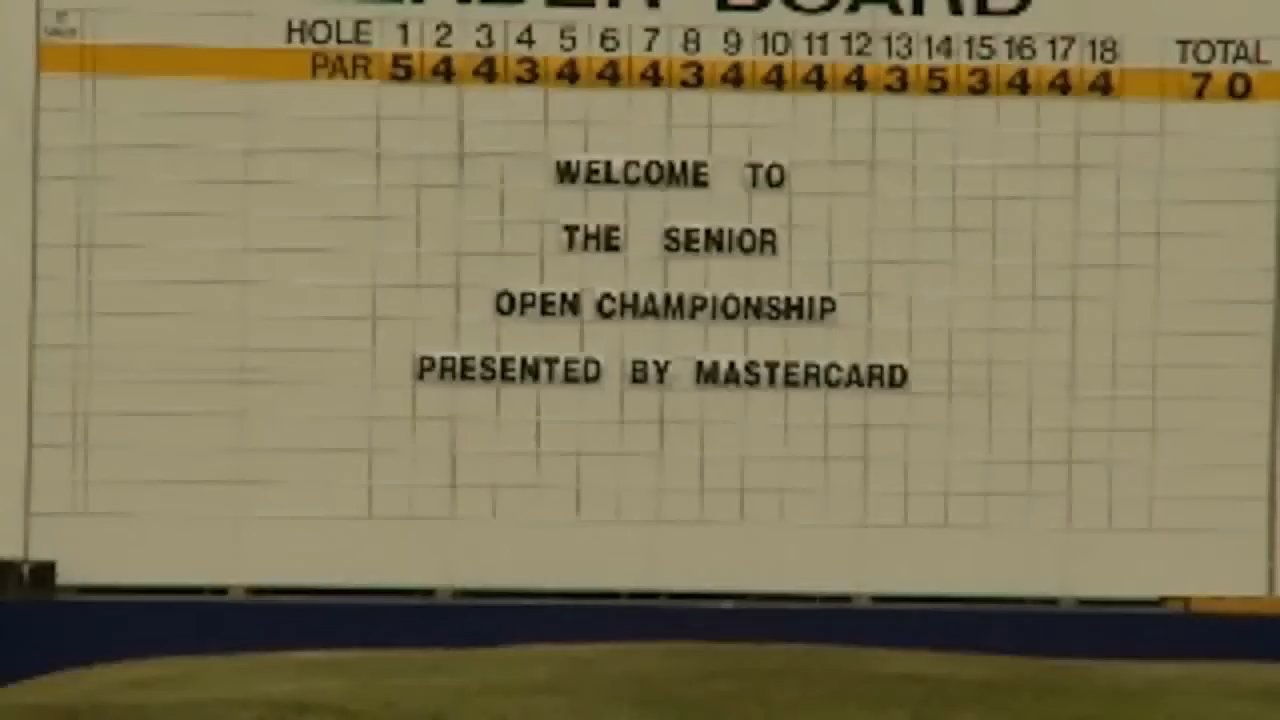 BOARD
HOLE 1 2 3 4 5 6 7 8 9 10 11 12 13 14 15 16 17 18 TOTAL
PAR 5 4 4 3 4 4 4 3 4 4 4 4 3 5 3 4 4 4 70
WELCOME TO
THE SENIOR
OPEN CHAMPIONSHIP
PRESENTED BY MASTERCARD